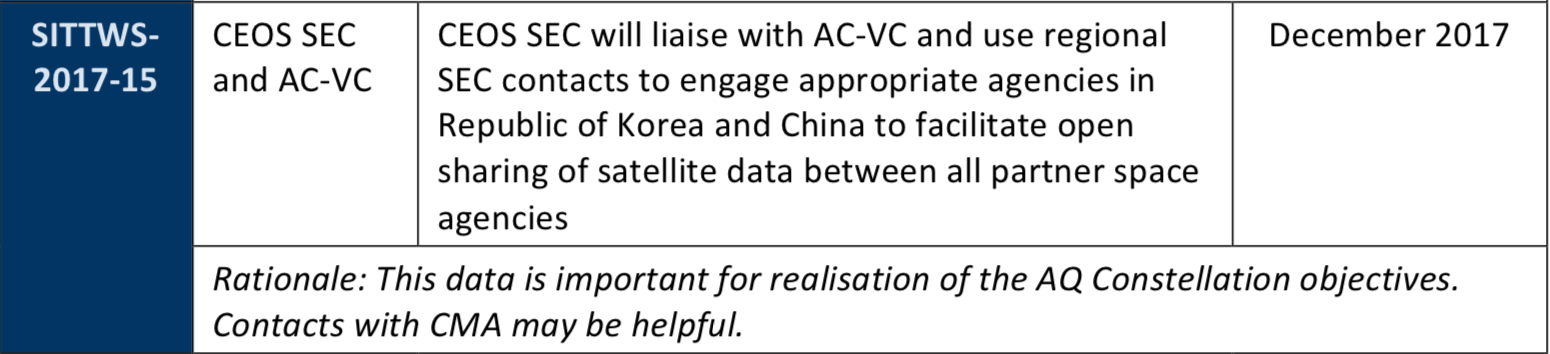 SITTWS-
2017-15
CEOS SEC
and AC-VC
CEOS SEC will liaise with AC-VC and use regional
SEC contacts to engage appropriate agencies in
Republic of Korea and China to facilitate open
sharing of satellite data between all partner space
agencies
December 2017
Rationale: This data is important for realisation of the AQ Constellation objectives.
Contacts with CMA may be helpful.